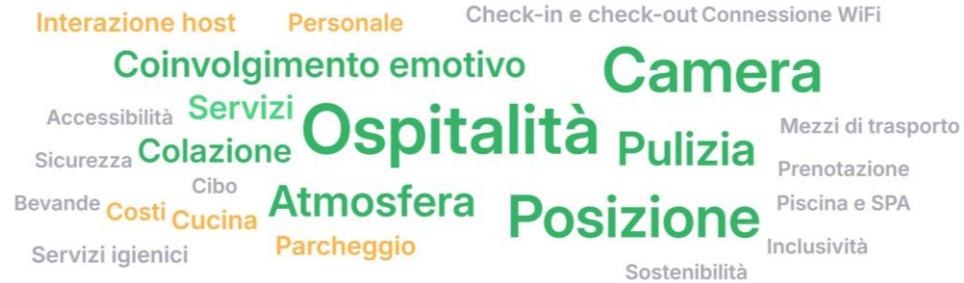 Interazione host Personale Check-in e check-out Connessione WiFi
Coinvolgimento emotivo Camera
Accessibilità Servizi Ospitalità Pulizia Mezzi di trasporto
Sicurezza Colazione Prenotazione
Cibo
Bevande Costi Cucina Atmosfera Posizione Piscina e SPA
Servizi igienici Parcheggio Inclusività
Sostenibilità